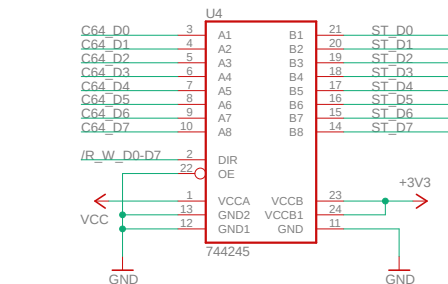 U4
C64_D0 3 A1 B1 21 ST_D0
C64_D1 4 A2 B2 20 ST_D1
C64_D2 5 A3 B3 19 ST_D2
C64_D3 6 A4 B4 18 ST_D3
C64_D4 7 A5 B5 17 ST_D4
C64_D5 8 A6 B6 16 ST_D5
C64_D6 9 A7 B7 15 ST_D6
C64_D7 10 A8 B8 14 ST_D7
/R_W_D0-D7 2 DIR
22 OE
+3V3
1 VCCA VCCB 23
VCC 13 GND2 VCCB1 24
12 GND1 GND 11
744245
GND GND